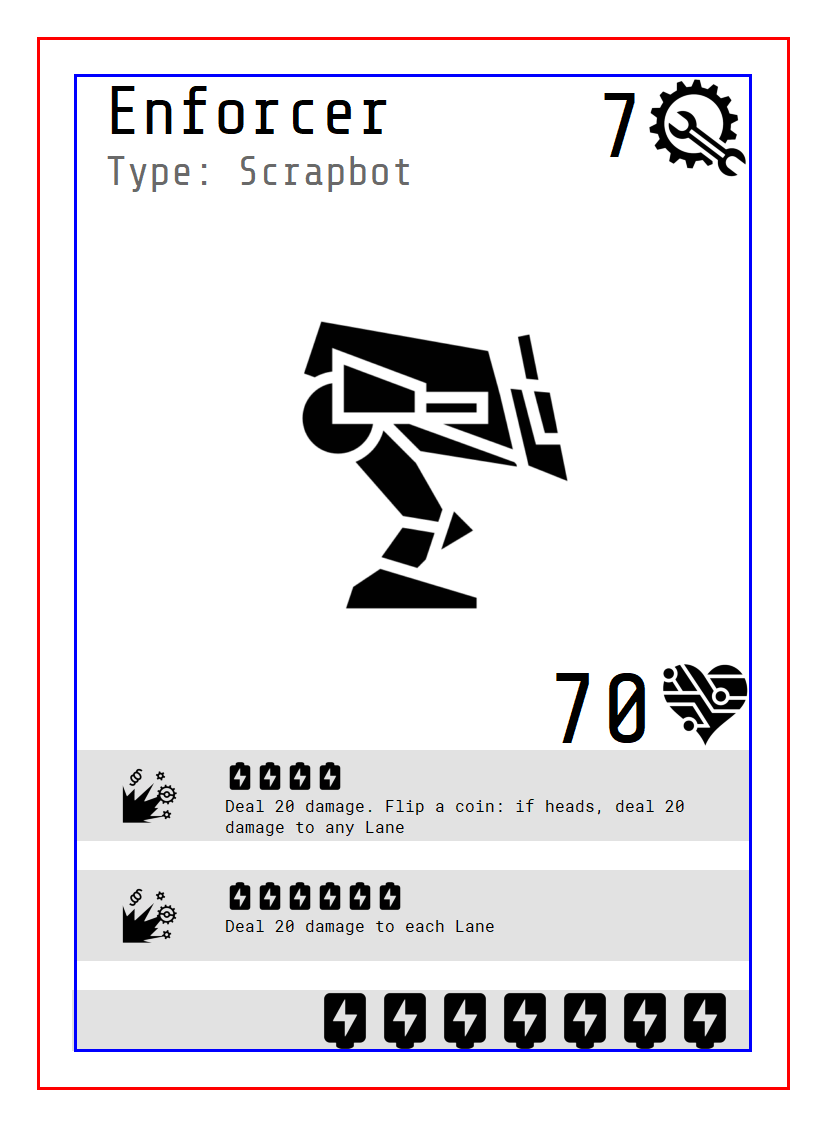 Enforcer
7
Type: Scrapbot
70
Deal 20 damage. Flip a coin: if heads, deal 20
damage to any Lane
Deal 20 damage to each Lane